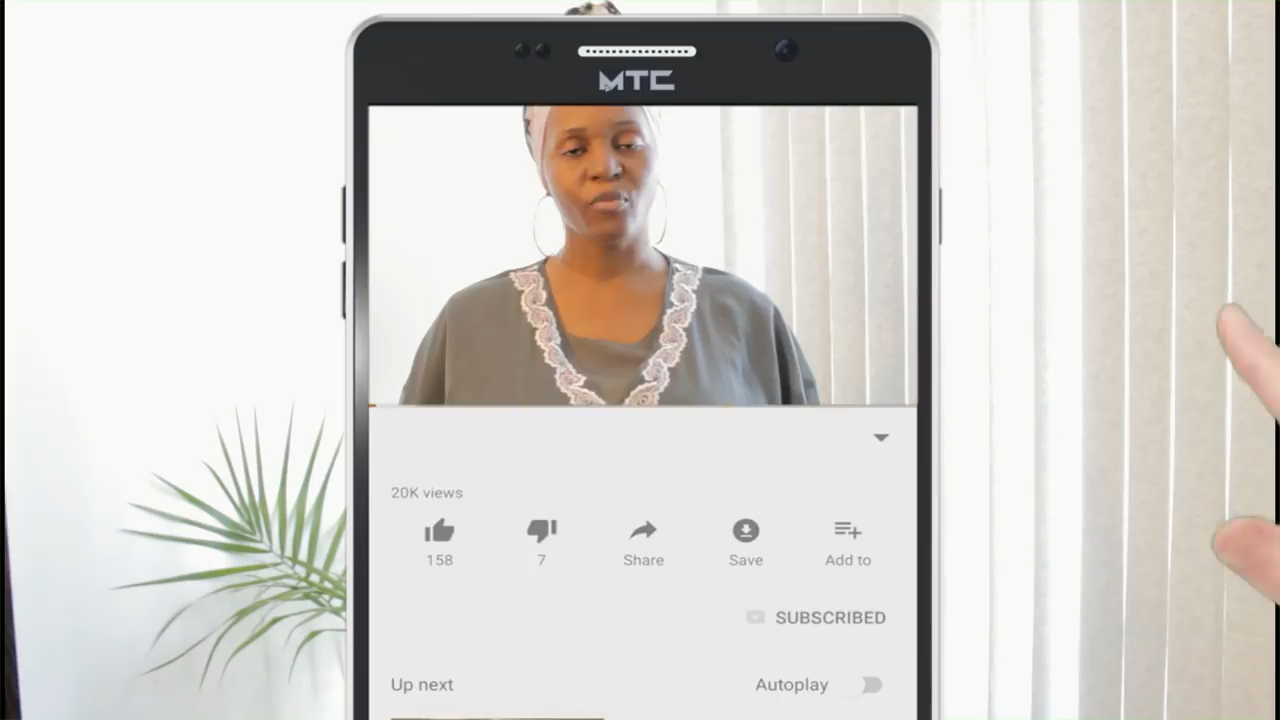 MTC
20K views
158 7 Share Save Add to
SUBSCRIBED
Up next Autoplay